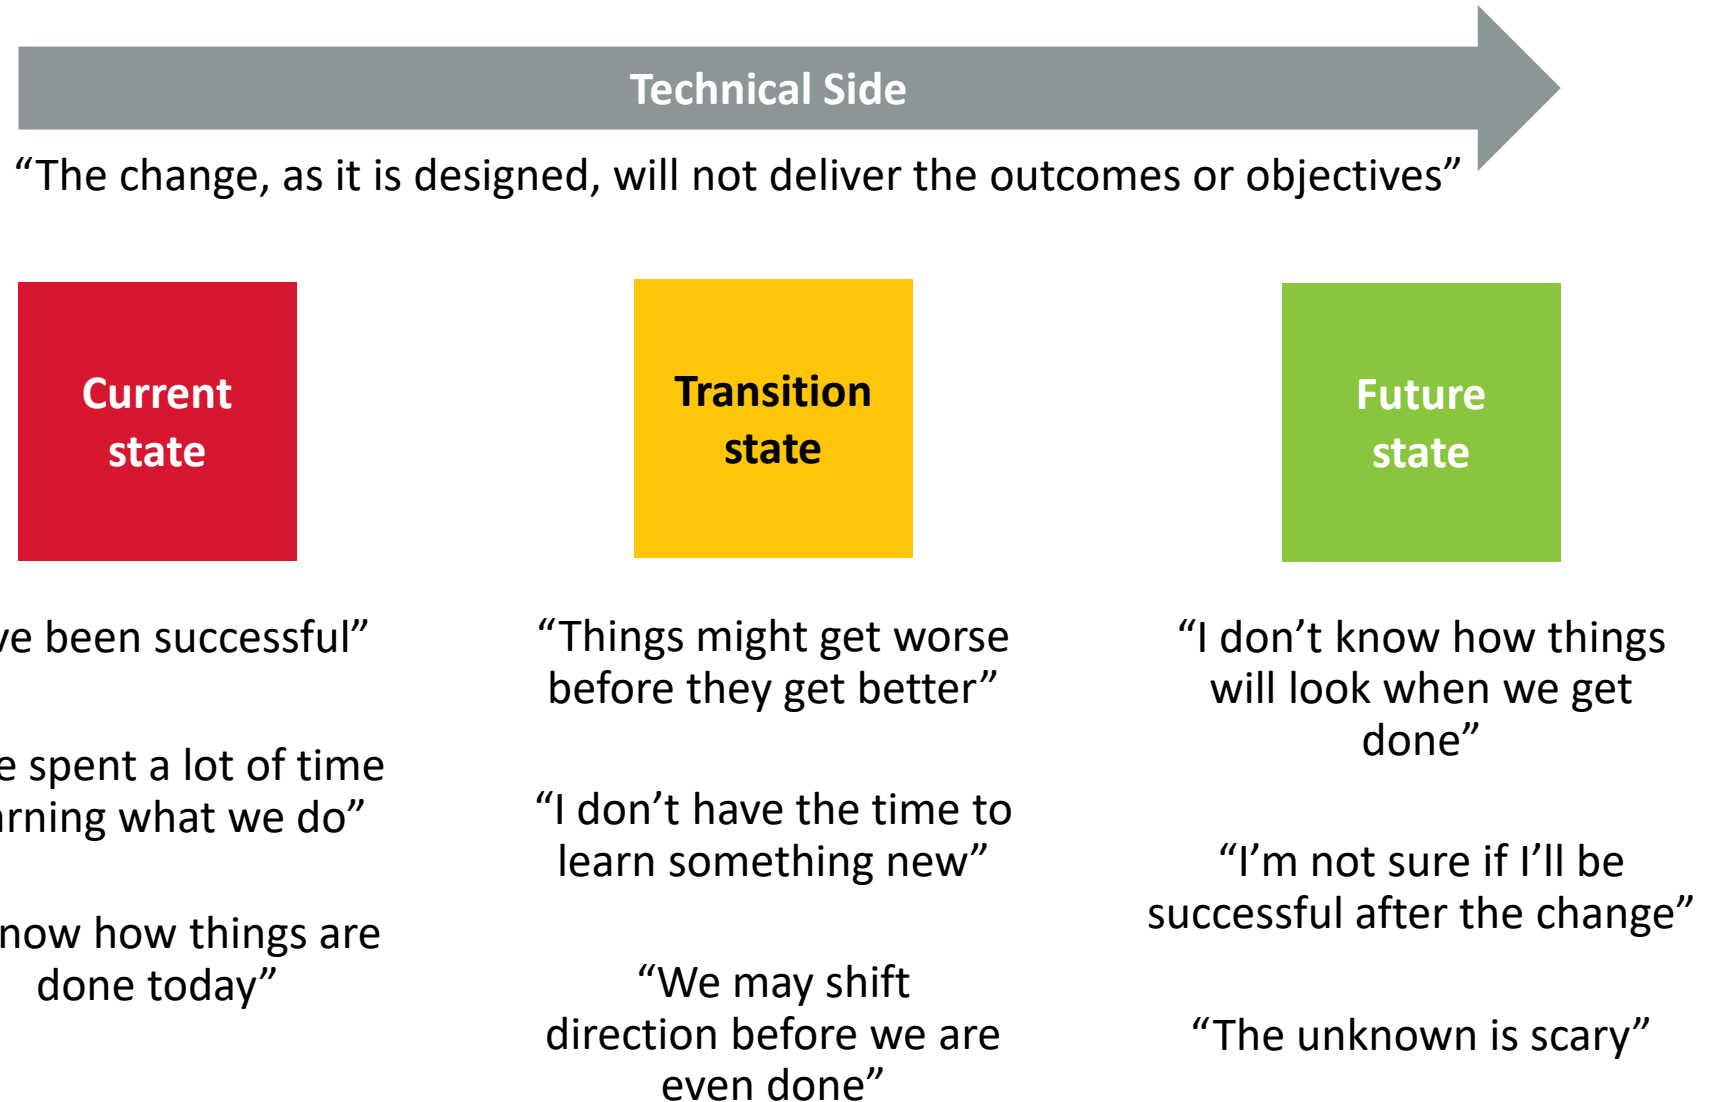 Technical Side
“The change, as it is designed, will not deliver the outcomes or objectives”
Current
state
been successful”
spent a lot of time
what we do”
how things are
done today”
Transition
state
“Things might get worse
before they get better”
“I don’t have the time to
learn something new”
“We may shift
direction before we are
even done”
Future
state
“I don’t know how things
will look when we get
done”
“I’m not sure if I’ll be
successful after the change”
“The unknown is scary”